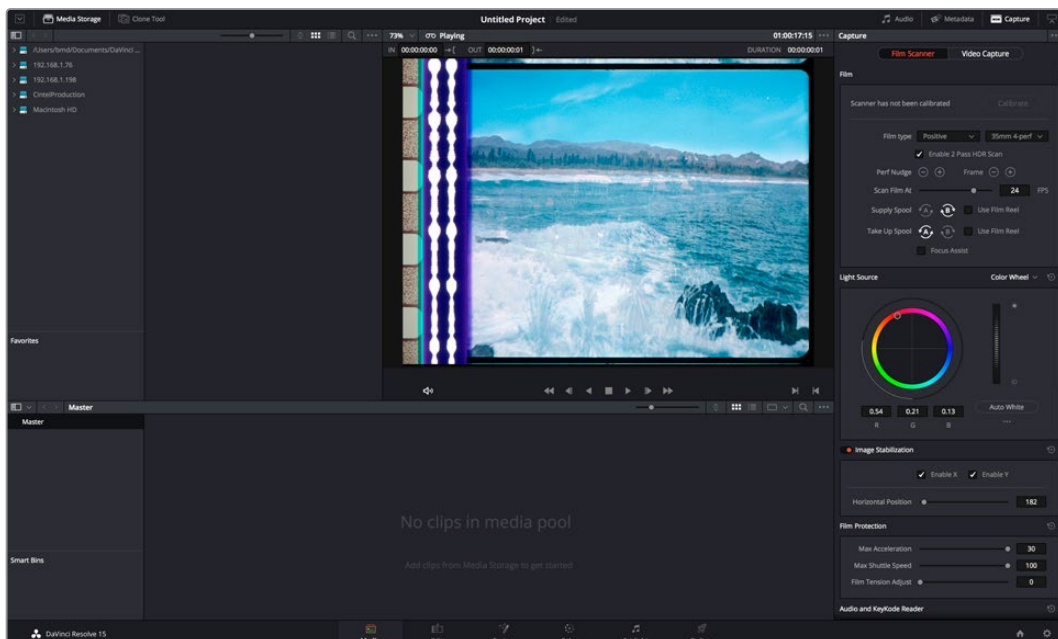 Media Storage Clone Tool Untitled Project Edited Audio Metadata Capture
73% Playing 01:00:17:15 Capture
IN 00:00:00:00 OUT 00:00:00:01 DURATION 00:00:00:01
/Users/bmd/Documents/DaVinci ...
192.168.1.76
192.168.1.198
CintelProduction
Macintosh HD
Favorites
Master
Master
No clips in media pool
Add clips from Media Storage to get started
Smart Bins
Film Scanner Video Capture
Film
Scanner has not been calibrated Calibrate
Film type Positive 35mm 4-perf
Enable 2 Pass HDR Scan
Perf Nudge Frame
Scan Film At 24 FPS
Supply Spool A B Use Film Reel
Take Up Spool A B Use Film Reel
Focus Assist
Light Source Color Wheel
0.54 0.21 0.13 Auto White
R G B
Image Stabilization
Enable X Enable Y
Horizontal Position 182
Film Protection
Max Acceleration 30
Max Shuttle Speed 100
Film Tension Adjust 0
Audio and KeyKode Reader
DaVinci Resolve 15